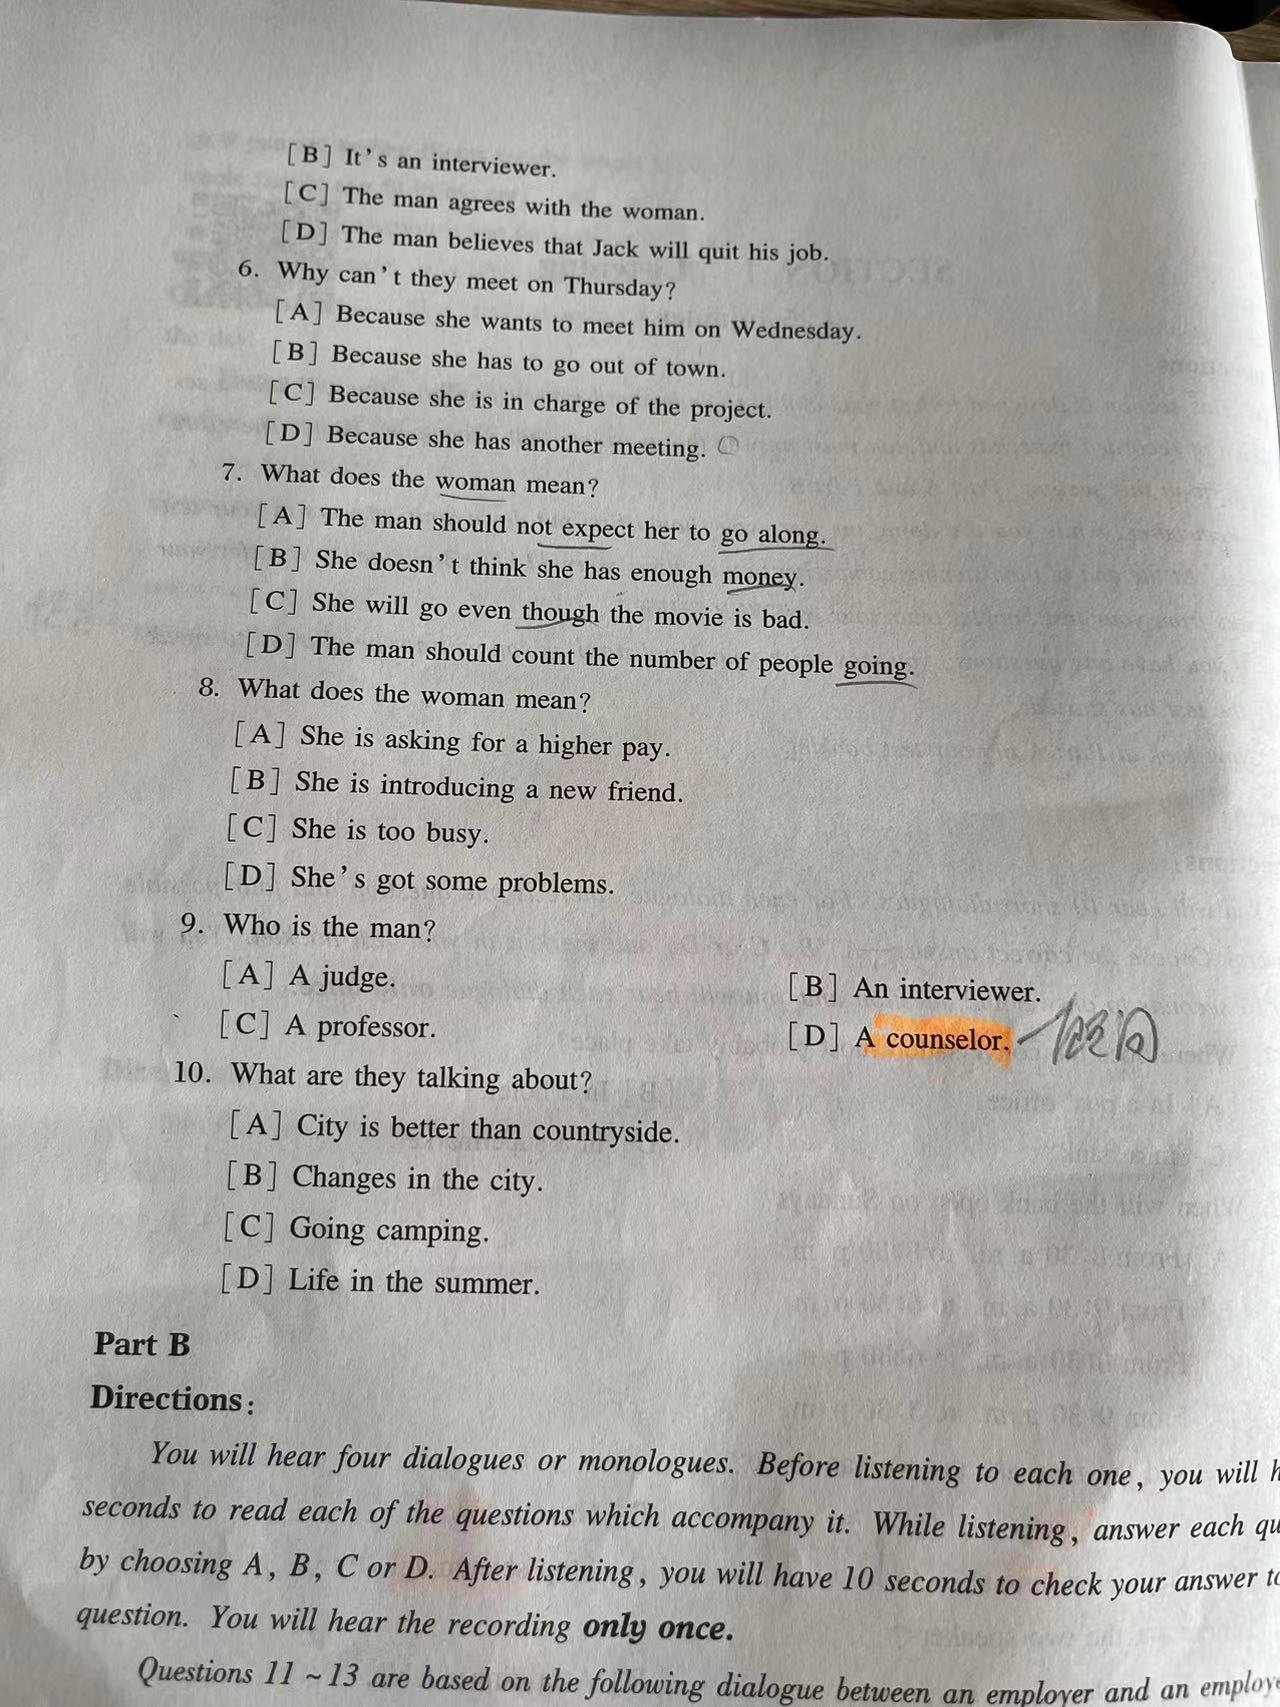 [B] It's an interviewer.
[C] The man agrees with the woman.
[D] The man believes that Jack will quit his job.
6. Why can't they meet on Thursday?
[A] Because she wants to meet him on Wednesday.
[B] Because she has to go out of town.
[C] Because she is in charge of the project.
[D] Because she has another meeting.
7. What does the woman mean?
[A] The man should not expect her to go along.
[B] She doesn't think she has enough money.
[C] She will go even though the movie is bad.
[D] The man should count the number of people going.
8. What does the woman mean?
[A] She is asking for a higher pay.
[B] She is introducing a new friend.
[C] She is too busy.
[D] She's got some problems.
9. Who is the man?
[A] A judge. [B] An interviewer.
[C] A professor. [D] A counselor.
10. What are they talking about?
[A] City is better than countryside.
[B] Changes in the city.
[C] Going camping.
[D] Life in the summer.
Part B
Directions:
You will hear four dialogues or monologues. Before listening to each one, you will
seconds to read each of the questions which accompany it. While listening, answer each
by choosing A, B, C or D. After listening, you will have 10 seconds to check your answer
question. You will hear the recording only once.
Questions 11~13 are based on the following dialogue between an employer and an